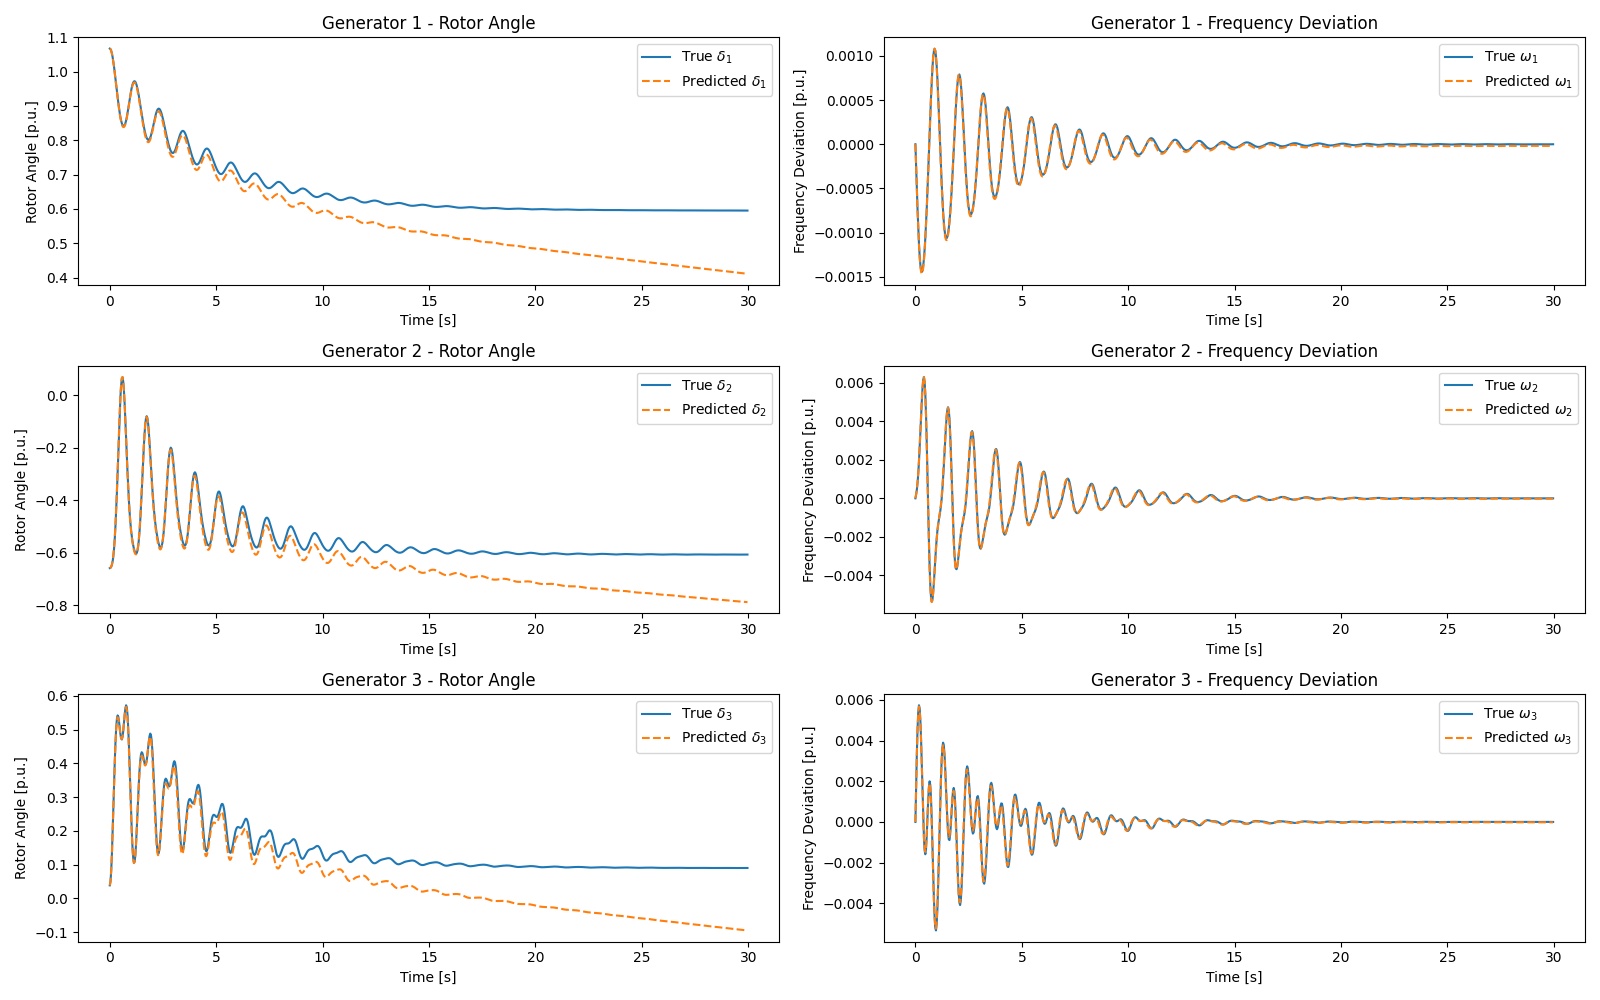 Generator 1 - Rotor Angle
Rotor Angle [p.u.]
1.1
1.0
0.9
0.8
0.7
0.6
0.5
0.4
True δ1
Predicted δ1
0 5 10 15 20 25 30
Time [s]
Generator 1 - Frequency Deviation
Frequency Deviation [p.u.]
0.0010
0.0005
0.0000
−0.0005
−0.0010
−0.0015
True ω1
Predicted ω1
0 5 10 15 20 25 30
Time [s]
Generator 2 - Rotor Angle
Rotor Angle [p.u.]
0.0
−0.2
−0.4
−0.6
−0.8
True δ2
Predicted δ2
0 5 10 15 20 25 30
Time [s]
Generator 2 - Frequency Deviation
Frequency Deviation [p.u.]
0.006
0.004
0.002
0.000
−0.002
−0.004
True ω2
Predicted ω2
0 5 10 15 20 25 30
Time [s]
Generator 3 - Rotor Angle
Rotor Angle [p.u.]
0.6
0.5
0.4
0.3
0.2
0.1
0.0
−0.1
True δ3
Predicted δ3
0 5 10 15 20 25 30
Time [s]
Generator 3 - Frequency Deviation
Frequency Deviation [p.u.]
0.006
0.004
0.002
0.000
−0.002
−0.004
True ω3
Predicted ω3
0 5 10 15 20 25 30
Time [s]